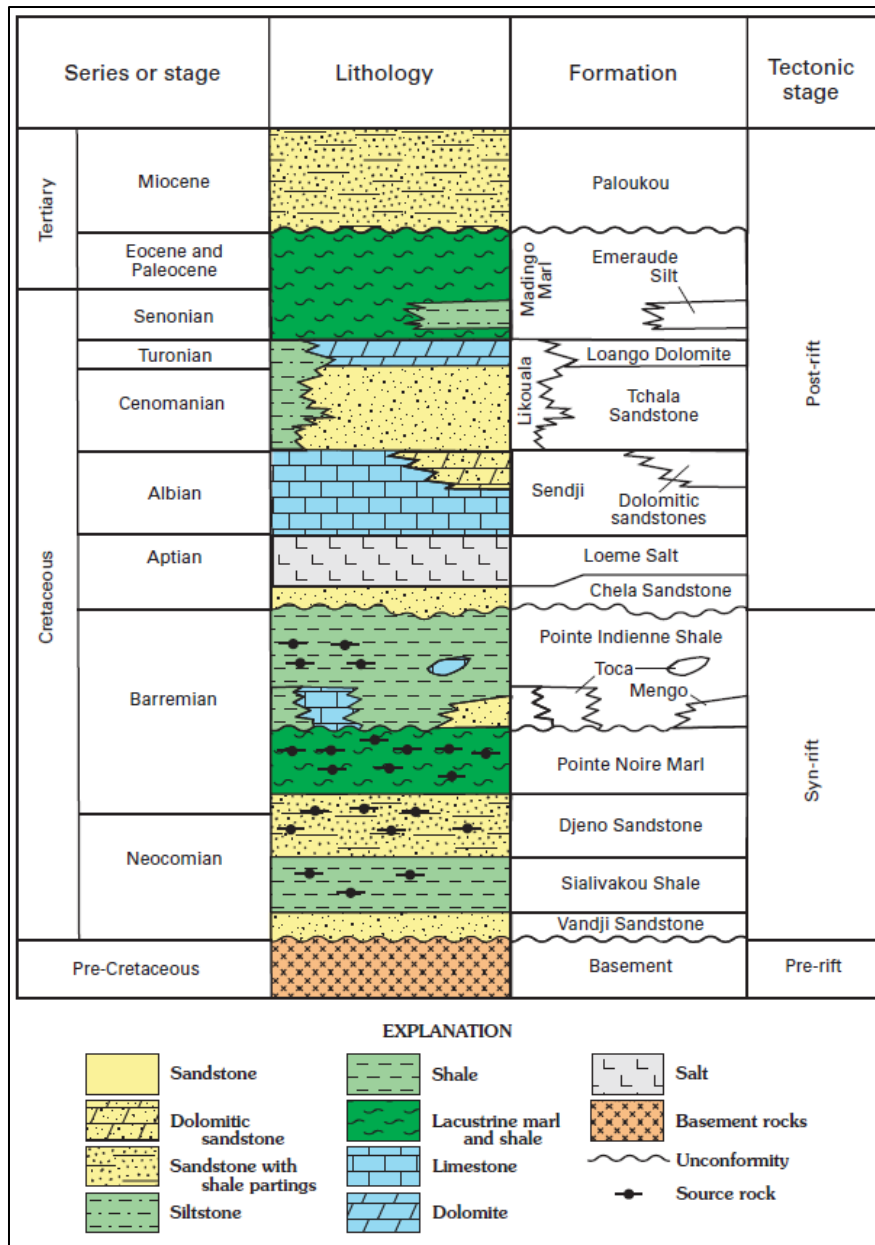 Series or stage
Lithology
Formation
Tectonic
stage
Tertiary
Cretaceous
Miocene
Eocene and
Paleocene
Senonian
Turonian
Cenomanian
Albian
Aptian
Barremian
Neocomian
Pre-Cretaceous
Paloukou
Madingo
Marl
Emeraude
Silt
Likouala
Loango Dolomite
Tchala
Sandstone
Sendji
Dolomitic
sandstones
Loeme Salt
Chela Sandstone
Pointe Indienne Shale
Toca
Mengo
Pointe Noire Marl
Djeno Sandstone
Sialivakou Shale
Vandji Sandstone
Basement
Post-rift
Syn-rift
Pre-rift
EXPLANATION
Sandstone
Dolomitic
sandstone
Sandstone with
shale partings
Siltstone
Shale
Lacustrine marl
and shale
Limestone
Dolomite
Salt
Basement rocks
Unconformity
Source rock